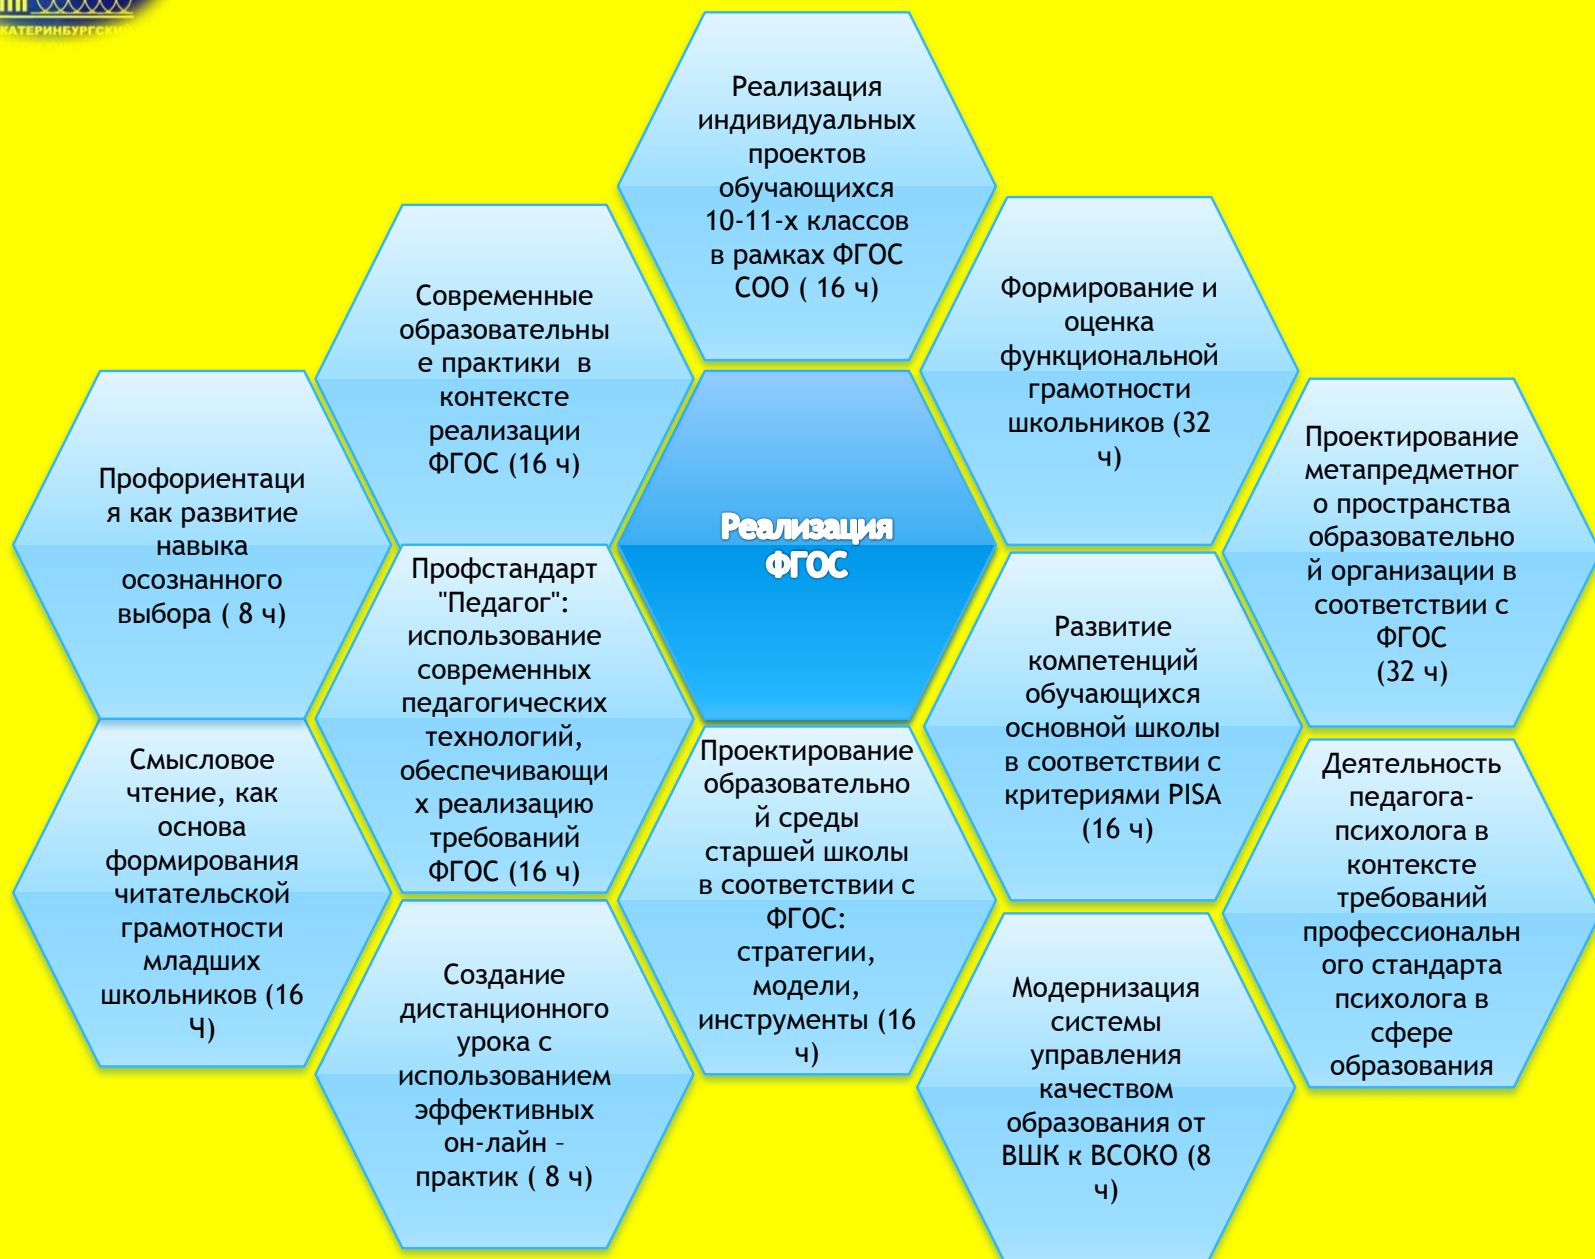 КАТЕРИНБУРГСКИ
Реализация
индивидуальных
проектов
обучающихся
10-11-х классов
в рамках ФГОС
СОО ( 16 ч)
Современные
образовательны
е практики в
контексте
реализации
ФГОС (16 ч)
Формирование и
оценка
функциональной
грамотности
школьников (32
ч)
Профориентаци
я как развитие
навыка
осознанного
выбора ( 8 ч)
Реализация
ФГОС
Проектирование
метапредметног
о пространства
образовательно
й организации в
соответствии с
ФГОС
(32 ч)
Профстандарт
"Педагог":
использование
современных
педагогических
технологий,
обеспечивающи
х реализацию
требований
ФГОС (16 ч)
Развитие
компетенций
обучающихся
основной школы
в соответствии с
критериями PISA
(16 ч)
Смысловое
чтение, как
основа
формирования
читательской
грамотности
младших
школьников (16
Ч)
Проектирование
образовательно
й среды
старшей школы
в соответствии с
ФГОС:
стратегии,
модели,
инструменты (16
ч)
Деятельность
педагога-
психолога в
контексте
требований
профессиональн
ого стандарта
психолога в
сфере
образования
Создание
дистанционного
урока с
использованием
эффективных
он-лайн –
практик ( 8 ч)
Модернизация
системы
управления
качеством
образования от
ВШК к ВСОКО (8
ч)